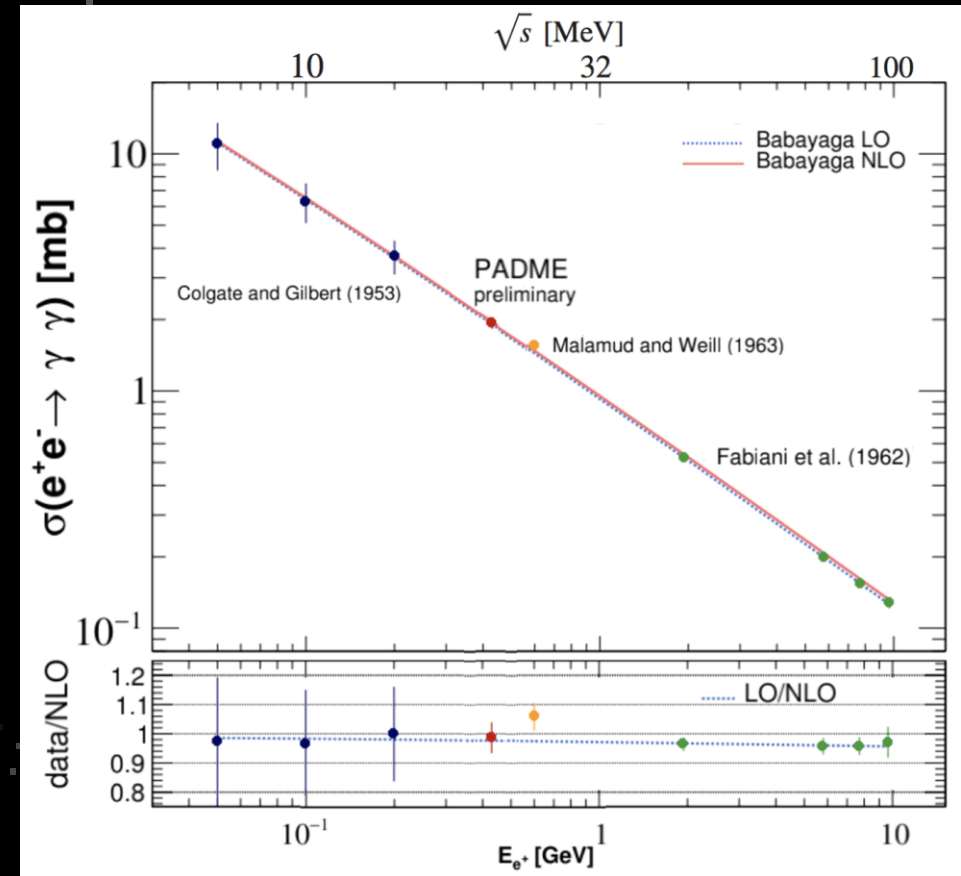 √s [MeV]
10 32 100
Babayaga LO
Babayaga NLO
10
PADME
preliminary
Colgate and Gilbert (1953)
Malamud and Weill (1963)
1
Fabiani et al. (1962)
10⁻¹
σ(e⁺e⁻→ γ γ) [mb]
1.2
LO/NLO
1.1
1
0.9
0.8
data/NLO
10⁻¹ 1 10
Eₑ⁺ [GeV]